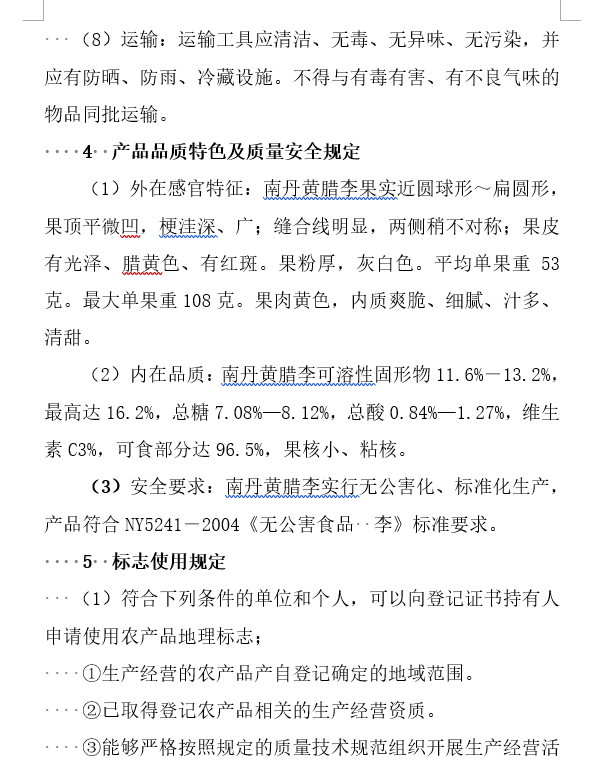 （8）运输：运输工具应清洁、无毒、无异味、无污染，并
应有防晒、防雨、冷藏设施。不得与有毒有害、有不良气味的
物品同批运输。
4 产品品质特色及质量安全规定
（1）外在感官特征：南丹黄腊李果实近圆球形～扁圆形，
果顶平微凹，梗洼深、广；缝合线明显，两侧稍不对称；果皮
有光泽、腊黄色、有红斑。果粉厚，灰白色。平均单果重 53
克。最大单果重 108 克。果肉黄色，内质爽脆、细腻、汁多、
清甜。
（2）内在品质：南丹黄腊李可溶性固形物 11.6%－13.2%，
最高达 16.2%，总糖 7.08%—8.12%，总酸 0.84%—1.27%，维生
素 C3%，可食部分达 96.5%，果核小、粘核。
（3）安全要求：南丹黄腊李实行无公害化、标准化生产，
产品符合 NY5241－2004《无公害食品 李》标准要求。
5 标志使用规定
（1）符合下列条件的单位和个人，可以向登记证书持有人
申请使用农产品地理标志；
①生产经营的农产品产自登记确定的地域范围。
②已取得登记农产品相关的生产经营资质。
③能够严格按照规定的质量技术规范组织开展生产经营活